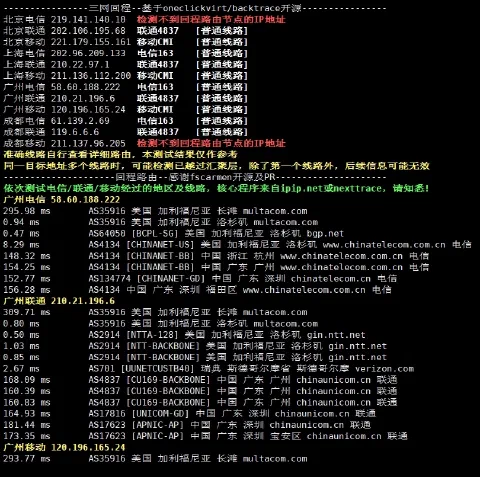 ----------------三网回程--基于oneclickvirt/backtrace开源----------------
北京电信 219.141.140.10 检测不到回程路由节点的IP地址
北京联通 202.106.195.68 联通4837 [普通线路]
北京移动 221.179.155.161 移动CMI [普通线路]
上海电信 202.96.209.133 电信163 [普通线路]
上海联通 210.22.97.1 联通4837 [普通线路]
上海移动 211.136.112.200 移动CMI [普通线路]
广州电信 58.60.188.222 电信163 [普通线路]
广州联通 210.21.196.6 联通4837 [普通线路]
广州移动 120.196.165.24 移动CMI [普通线路]
成都电信 61.139.2.69 电信163 [普通线路]
成都联通 119.6.6.6 联通4837 [普通线路]
成都移动 211.137.96.205 检测不到回程路由节点的IP地址
准确线路自行查看详细路由，本测试结果仅作参考
同一目标地址多个线路时，可能检测已越过汇聚层，除了第一个线路外，后续信息可能无效
---------------------回程路由--感谢fscarmen开源及PR---------------------
依次测试电信/联通/移动经过的地区及线路，核心程序来自ipip.net或nexttrace，请知悉!
广州电信 58.60.188.222
295.98 ms AS35916 美国 加利福尼亚 长滩 multacom.com
0.94 ms AS35916 美国 加利福尼亚 洛杉矶 multacom.com
0.47 ms AS64050 [BCPL-SG] 美国 加利福尼亚 洛杉矶 bgp.net
8.29 ms AS4134 [CHINANET-US] 美国 加利福尼亚 洛杉矶 www.chinatelecom.com.cn 电信
148.32 ms AS4134 [CHINANET-BB] 中国 浙江 杭州 www.chinatelecom.com.cn 电信
154.25 ms AS4134 [CHINANET-BB] 中国 广东 广州 www.chinatelecom.com.cn 电信
152.77 ms AS134774 [CHINANET-GD] 中国 广东 深圳 chinatelecom.com.cn 电信
156.28 ms AS4134 中国 广东 深圳 福田区 www.chinatelecom.com.cn 电信
广州联通 210.21.196.6
309.71 ms AS35916 美国 加利福尼亚 长滩 multacom.com
0.80 ms AS35916 美国 加利福尼亚 洛杉矶 multacom.com
0.50 ms AS2914 [NTTA-128] 美国 加利福尼亚 洛杉矶 gin.ntt.net
1.03 ms AS2914 [NTT-BACKBONE] 美国 加利福尼亚 洛杉矶 gin.ntt.net
0.85 ms AS2914 [NTT-BACKBONE] 美国 加利福尼亚 洛杉矶 gin.ntt.net
2.67 ms AS701 [UUNETCUSTB40] 瑞典 斯德哥尔摩省 斯德哥尔摩 verizon.com
168.09 ms AS4837 [CU169-BACKBONE] 中国 广东 广州 chinaunicom.cn 联通
160.39 ms AS4837 [CU169-BACKBONE] 中国 广东 广州 chinaunicom.cn 联通
160.83 ms AS4837 [CU169-BACKBONE] 中国 广东 广州 chinaunicom.cn 联通
164.93 ms AS17816 [UNICOM-GD] 中国 广东 深圳 chinaunicom.cn 联通
181.44 ms AS17623 [APNIC-AP] 中国 广东 深圳 chinaunicom.cn 联通
173.35 ms AS17623 [APNIC-AP] 中国 广东 深圳 宝安区 chinaunicom.cn 联通
广州移动 120.196.165.24
293.77 ms AS35916 美国 加利福尼亚 长滩 multacom.com